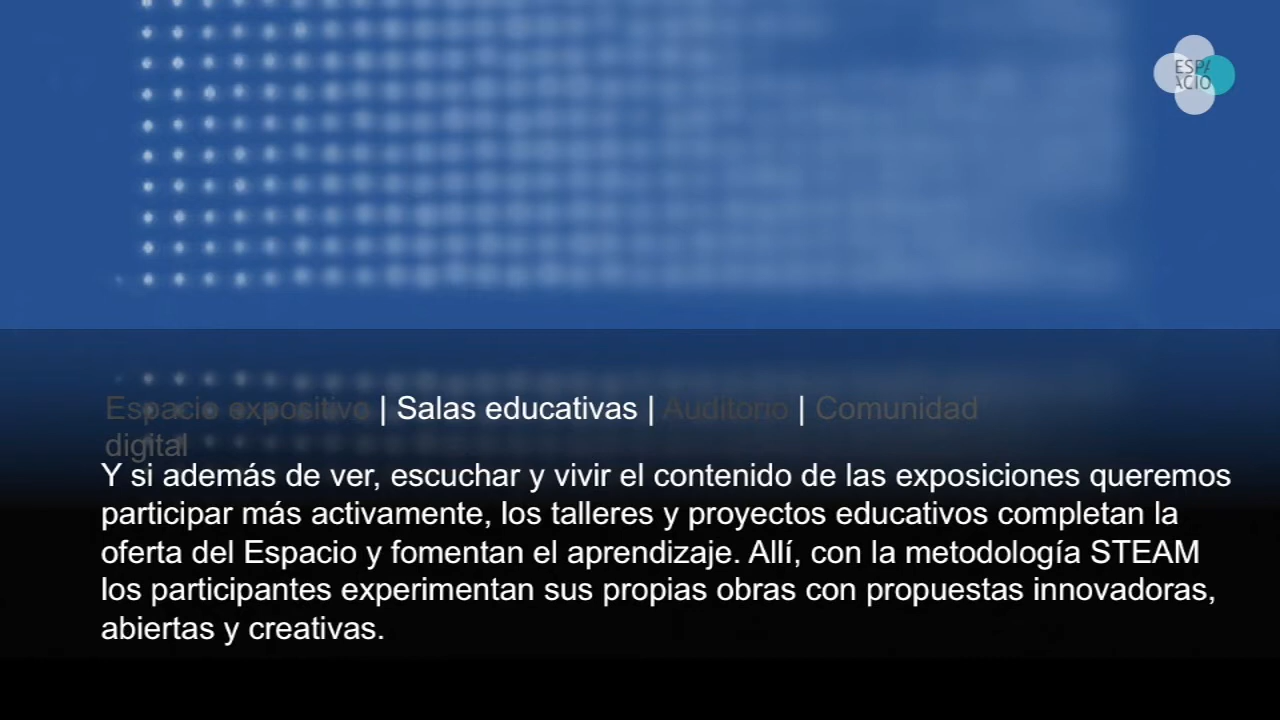 ESPA
ACIO
Espacio expositivo | Salas educativas | Auditorio | Comunidad
digital
Y si además de ver, escuchar y vivir el contenido de las exposiciones queremos
participar más activamente, los talleres y proyectos educativos completan la
oferta del Espacio y fomentan el aprendizaje. Allí, con la metodología STEAM
los participantes experimentan sus propias obras con propuestas innovadoras,
abiertas y creativas.